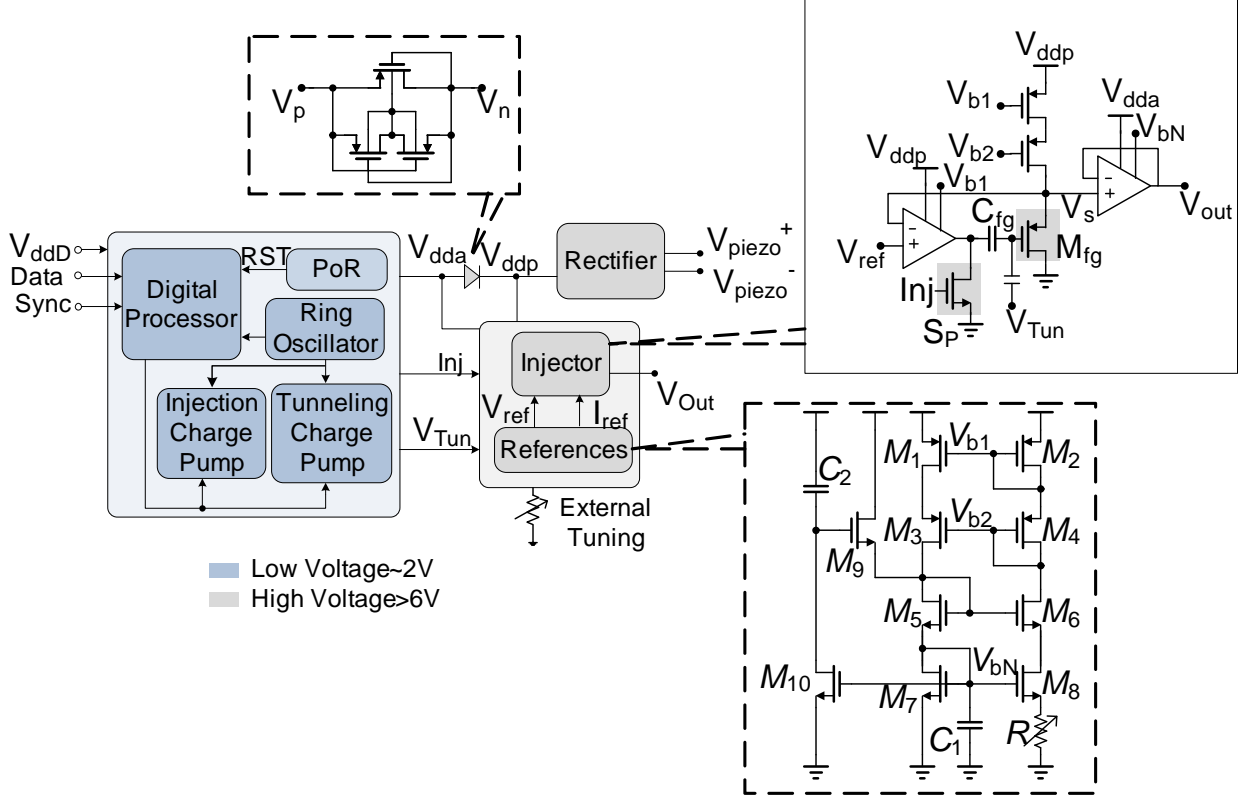 Vp
Vn
VddD
Data
Sync
Digital
Processor
RST
PoR
Ring
Oscillator
Injection
Charge
Pump
Tunneling
Charge
Pump
Vdda
Vddp
Rectifier
Vpiezo+
Vpiezo-
Inj
VTun
Injector
VOut
Vref
Iref
References
External
Tuning
Low Voltage~2V
High Voltage>6V
Vddp
Vb1
Vb2
Vdda
VbN
Vddp
Vb1
-
+
-
+
Vref
Cfg
Vs
Vout
Mfg
Inj
SP
VTun
C2
M1
Vb1
M2
M3
Vb2
M4
M9
M5
M6
M10
M7
VbN
M8
C1
R